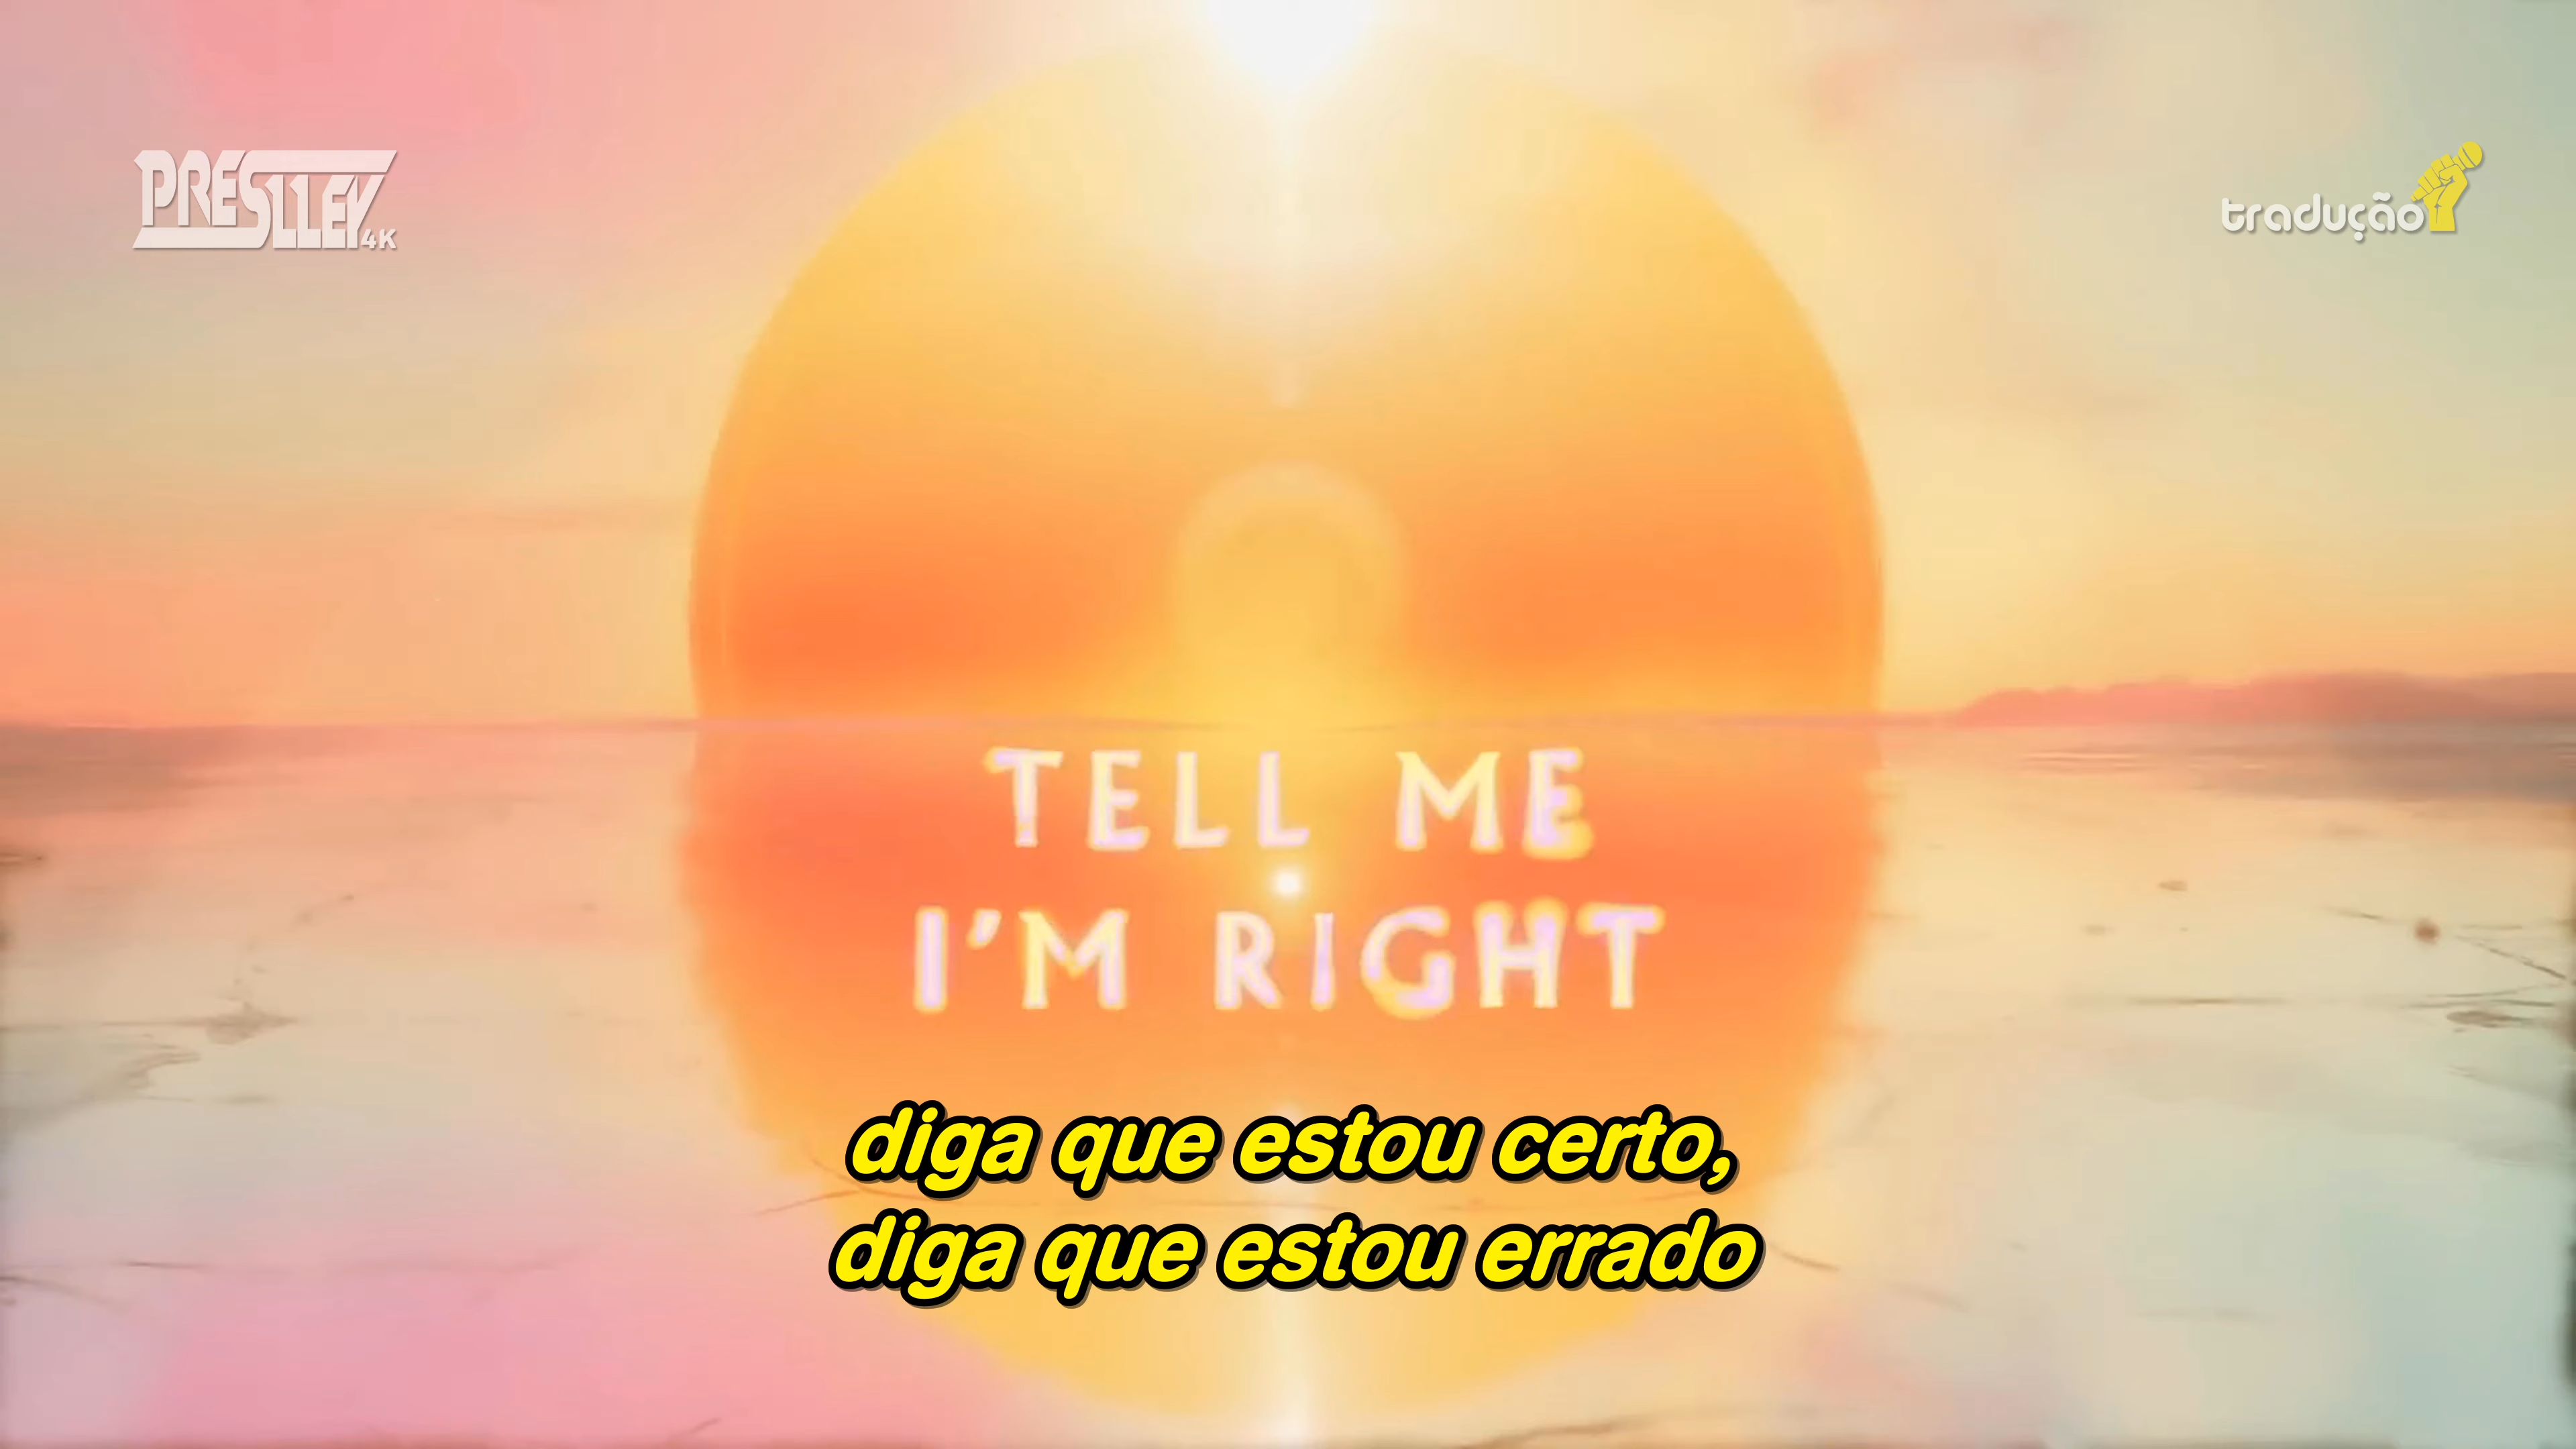 PRESLLEY 4K
tradução
TELL ME
I'M RIGHT
diga que estou certo,
diga que estou errado